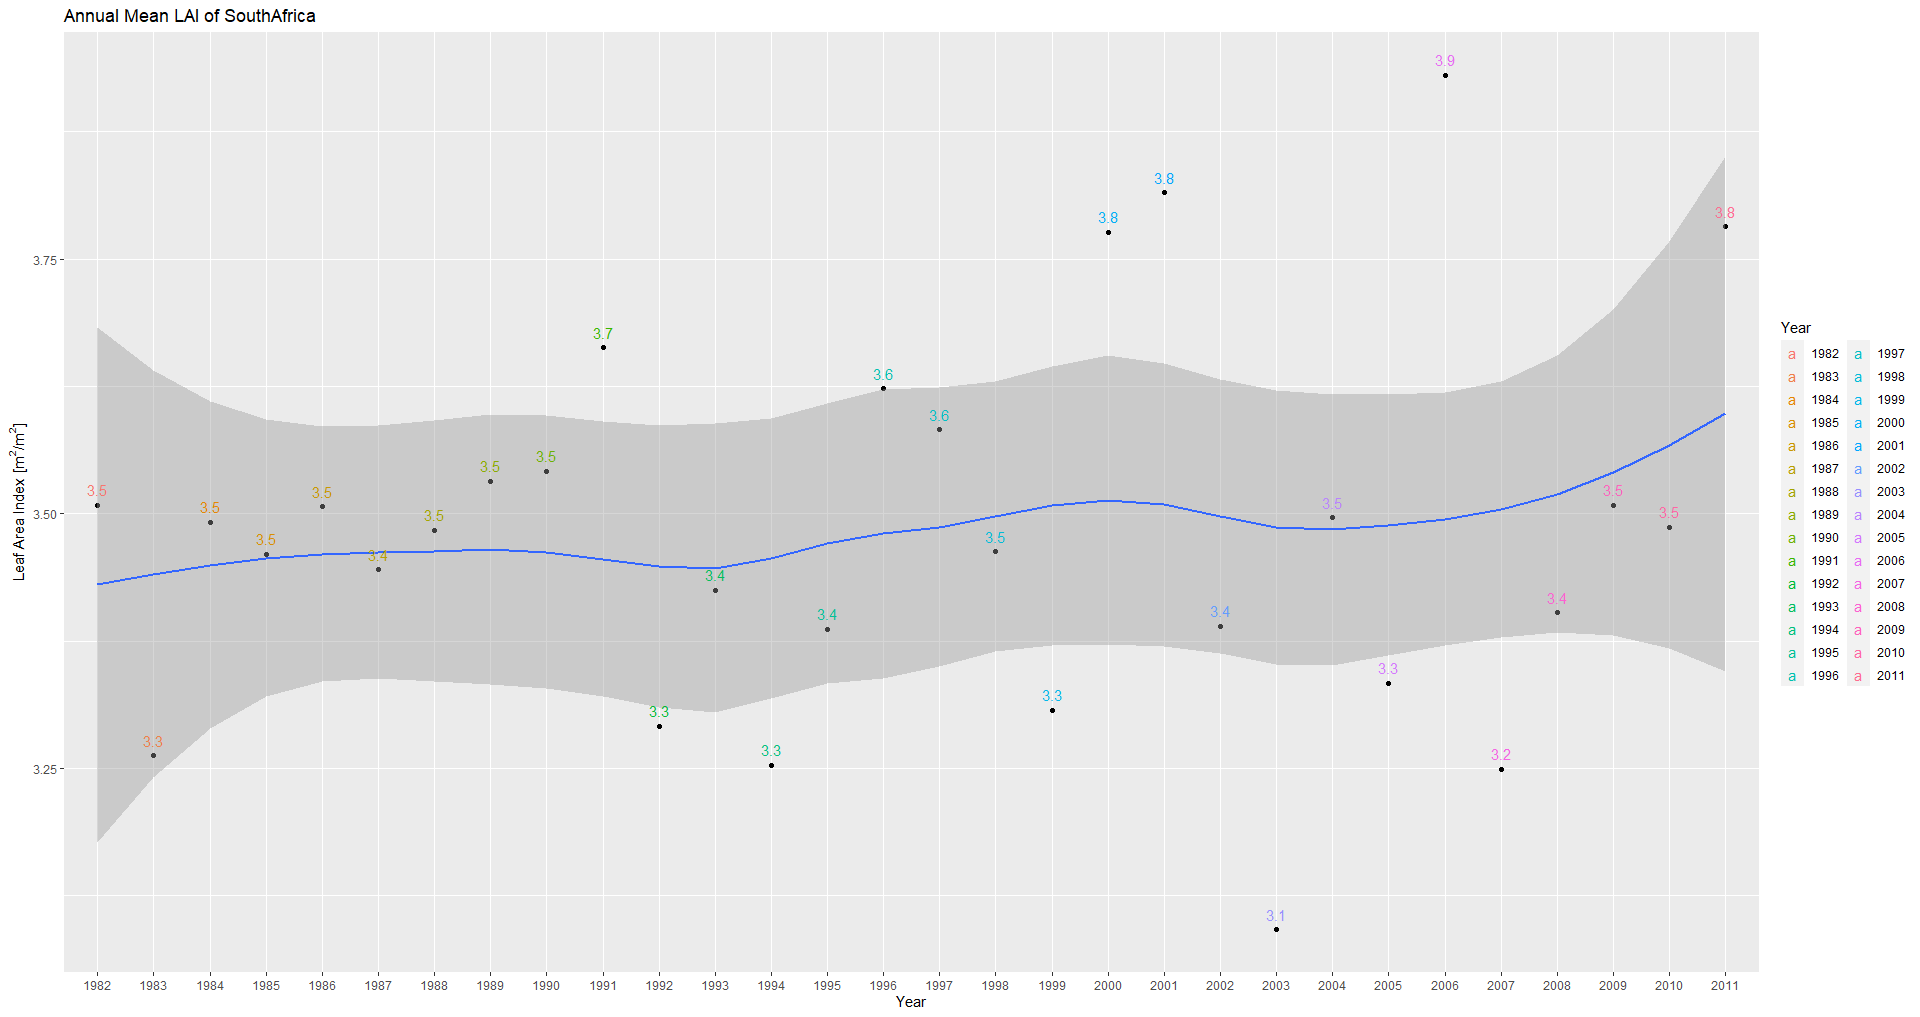 Annual Mean LAI of SouthAfrica
Leaf Area Index [m²/m²]
3.75
3.50
3.25
3.5
3.3
3.5
3.5
3.5
3.4
3.5
3.5
3.5
3.7
3.3
3.4
3.3
3.4
3.6
3.6
3.5
3.3
3.8
3.8
3.4
3.1
3.5
3.3
3.9
3.2
3.4
3.5
3.5
3.8
1982 1983 1984 1985 1986 1987 1988 1989 1990 1991 1992 1993 1994 1995 1996 1997 1998 1999 2000 2001 2002 2003 2004 2005 2006 2007 2008 2009 2010 2011
Year
Year
a 1982 a 1997
a 1983 a 1998
a 1984 a 1999
a 1985 a 2000
a 1986 a 2001
a 1987 a 2002
a 1988 a 2003
a 1989 a 2004
a 1990 a 2005
a 1991 a 2006
a 1992 a 2007
a 1993 a 2008
a 1994 a 2009
a 1995 a 2010
a 1996 a 2011